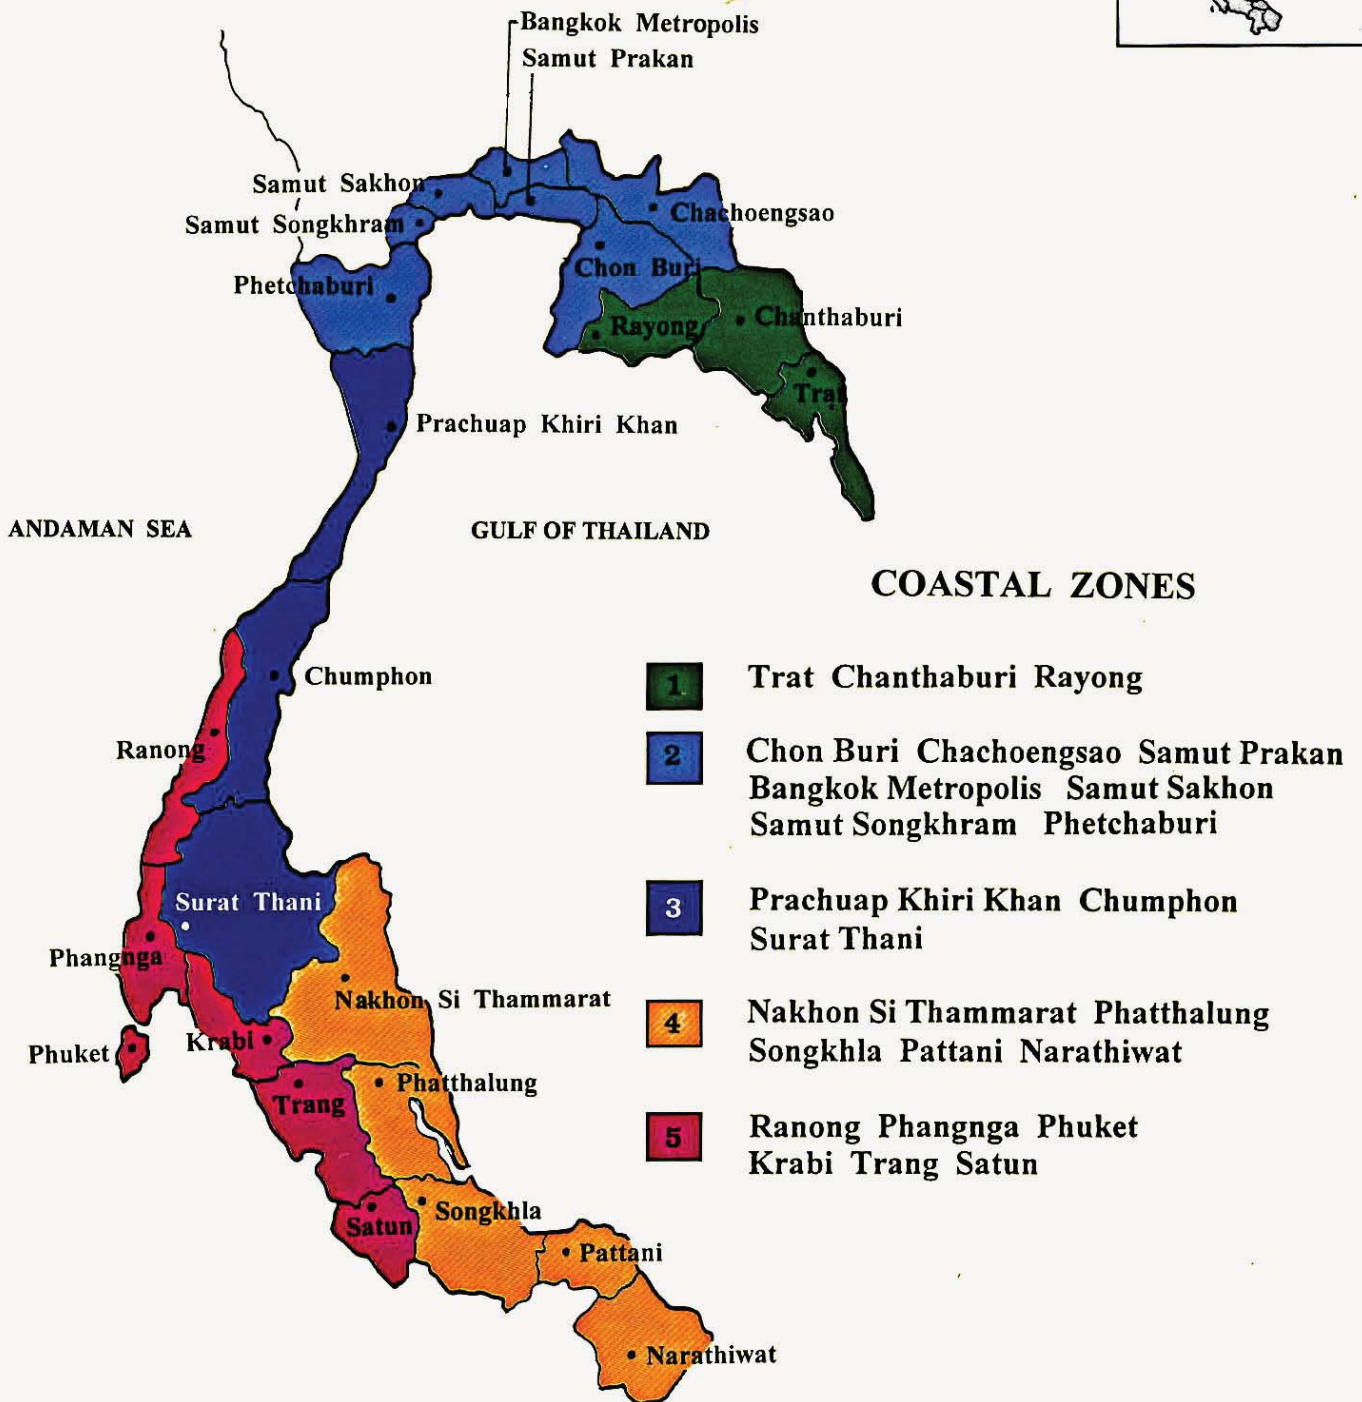 Bangkok Metropolis
Samut Prakan
Samut Sakhon
Samut Songkhram
Chachoengsao
Phetchaburi
Chon Buri
Rayong
Chanthaburi
Trat
Prachuap Khiri Khan
ANDAMAN SEA
GULF OF THAILAND
Chumphon
Ranong
Surat Thani
Phangnga
Nakhon Si Thammarat
Phuket
Krabi
Phatthalung
Trang
Songkhla
Satun
Pattani
Narathiwat
COASTAL ZONES
1 Trat Chanthaburi Rayong
2 Chon Buri Chachoengsao Samut Prakan
Bangkok Metropolis Samut Sakhon
Samut Songkhram Phetchaburi
3 Prachuap Khiri Khan Chumphon
Surat Thani
4 Nakhon Si Thammarat Phatthalung
Songkhla Pattani Narathiwat
5 Ranong Phangnga Phuket
Krabi Trang Satun